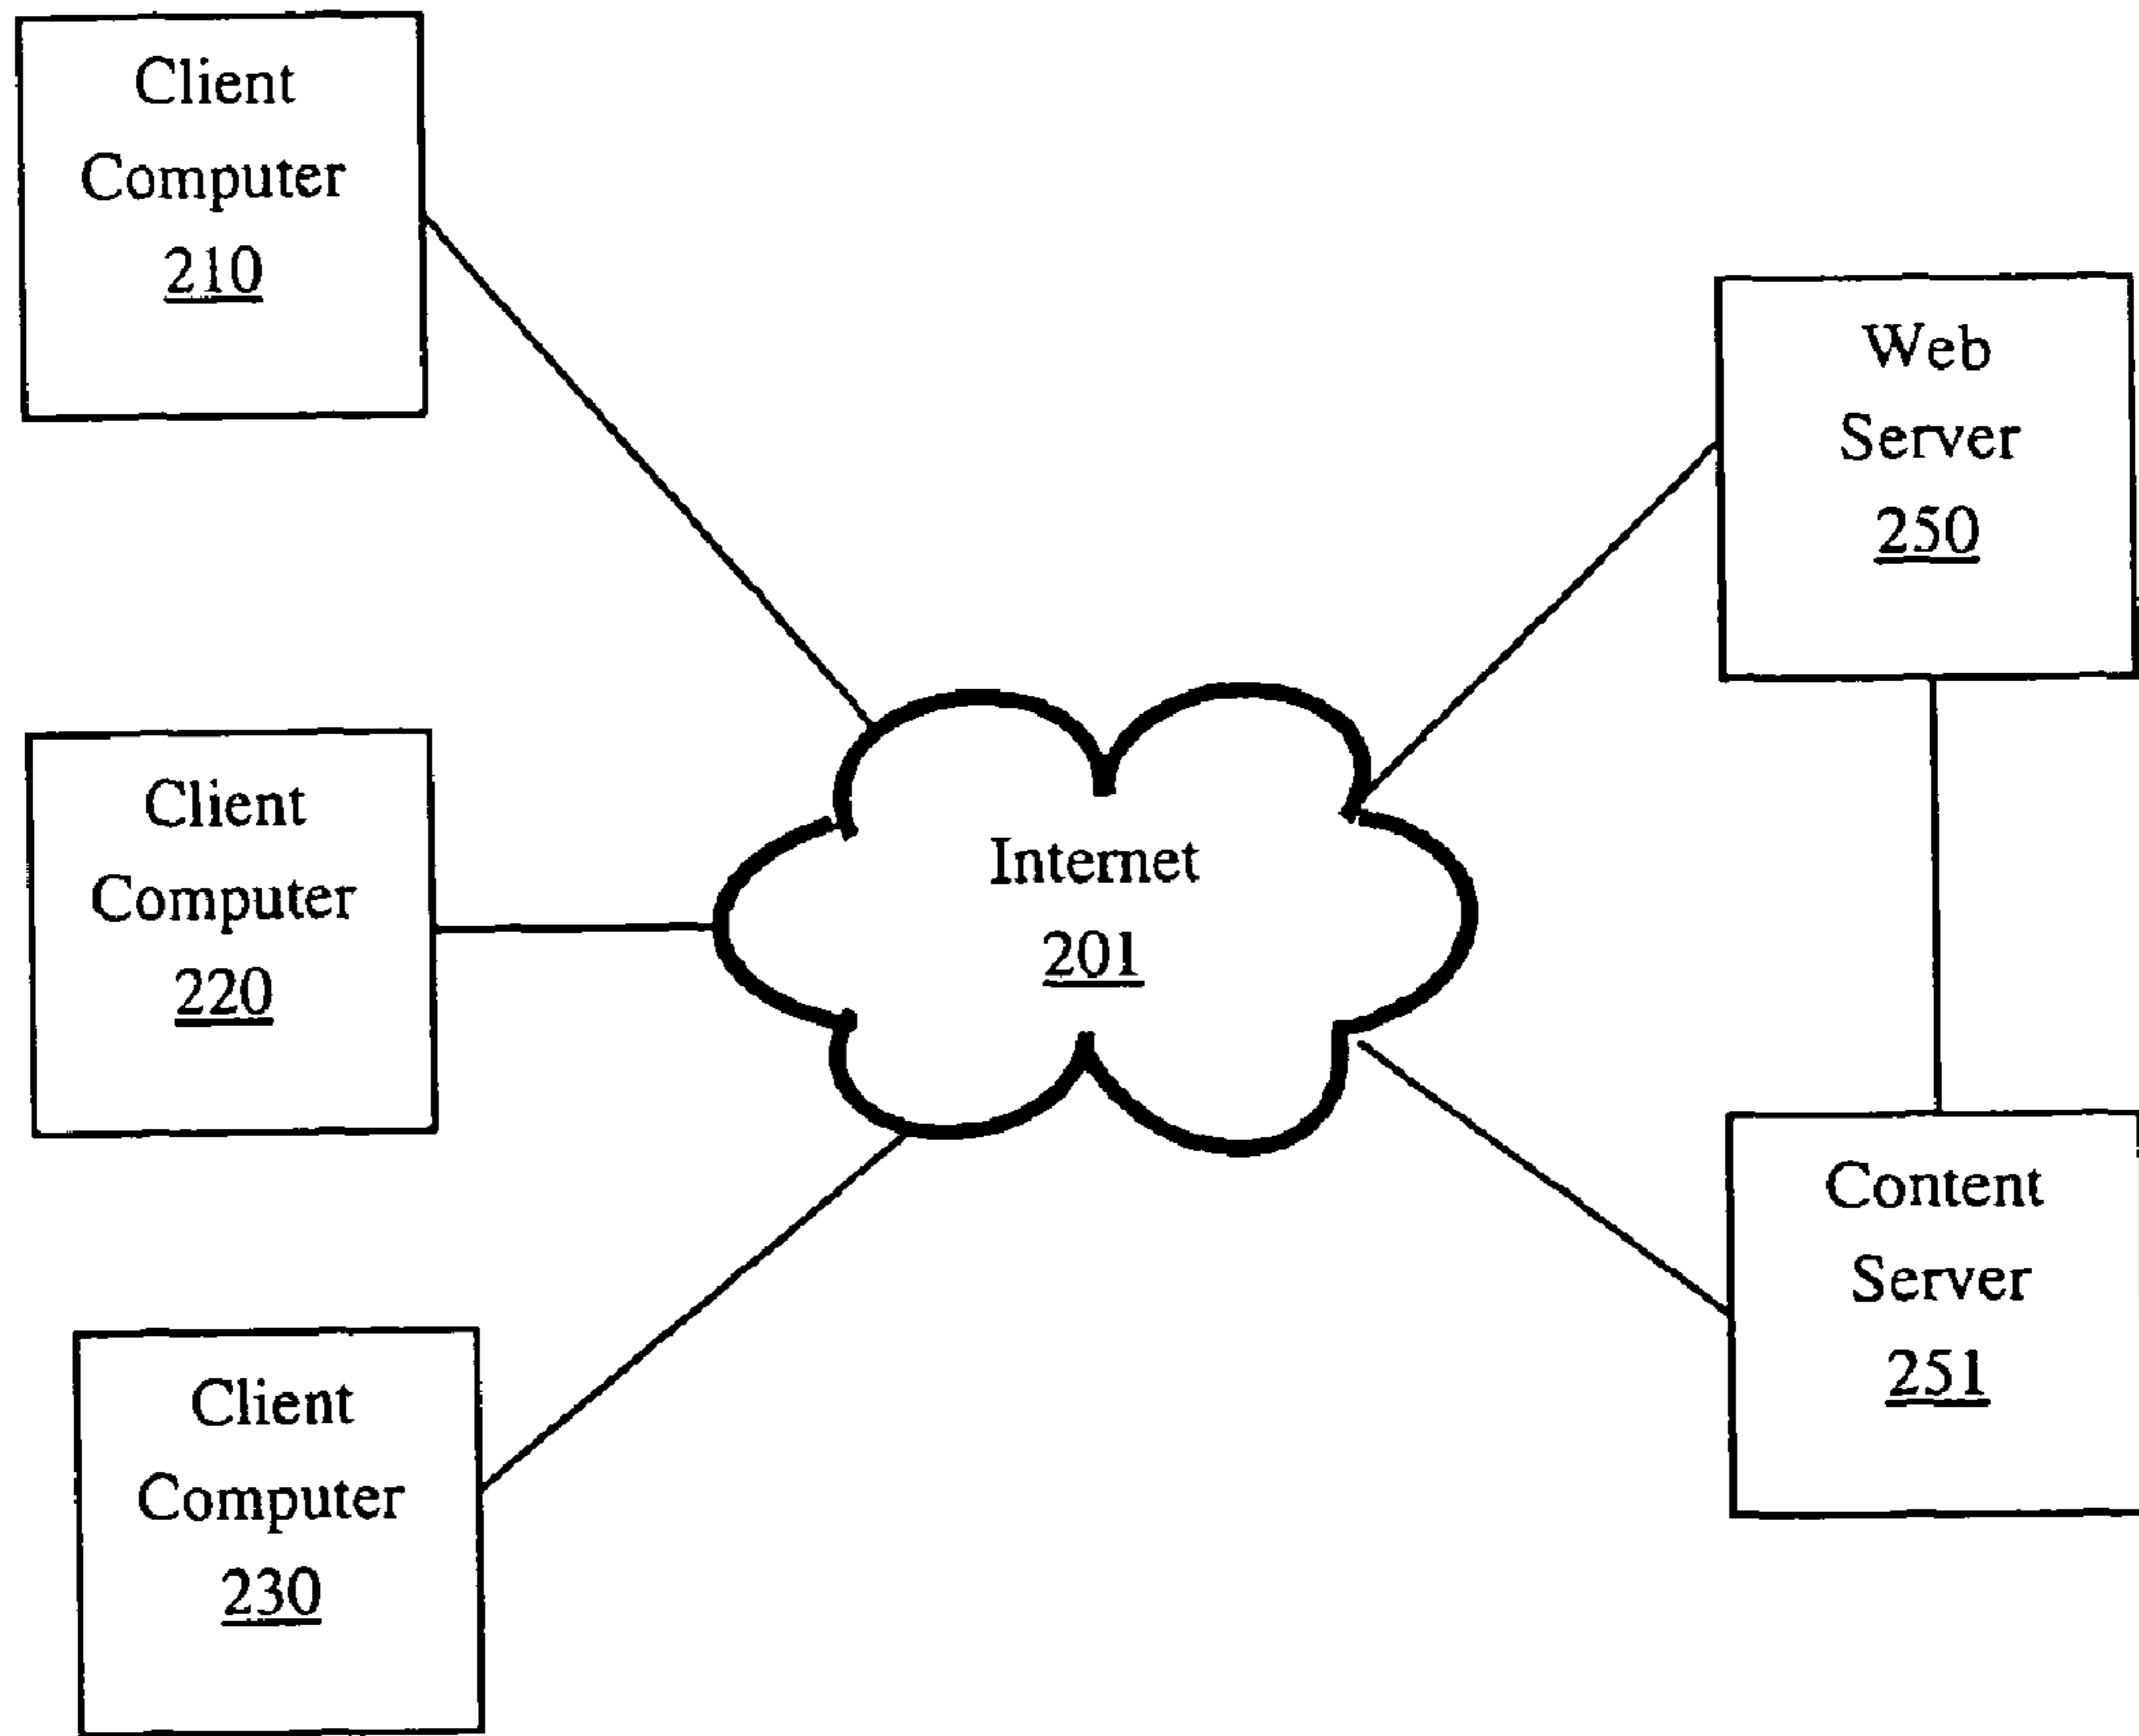 Client
Computer
210
Web
Server
250
Client
Computer
220
Internet
201
Content
Server
251
Client
Computer
230